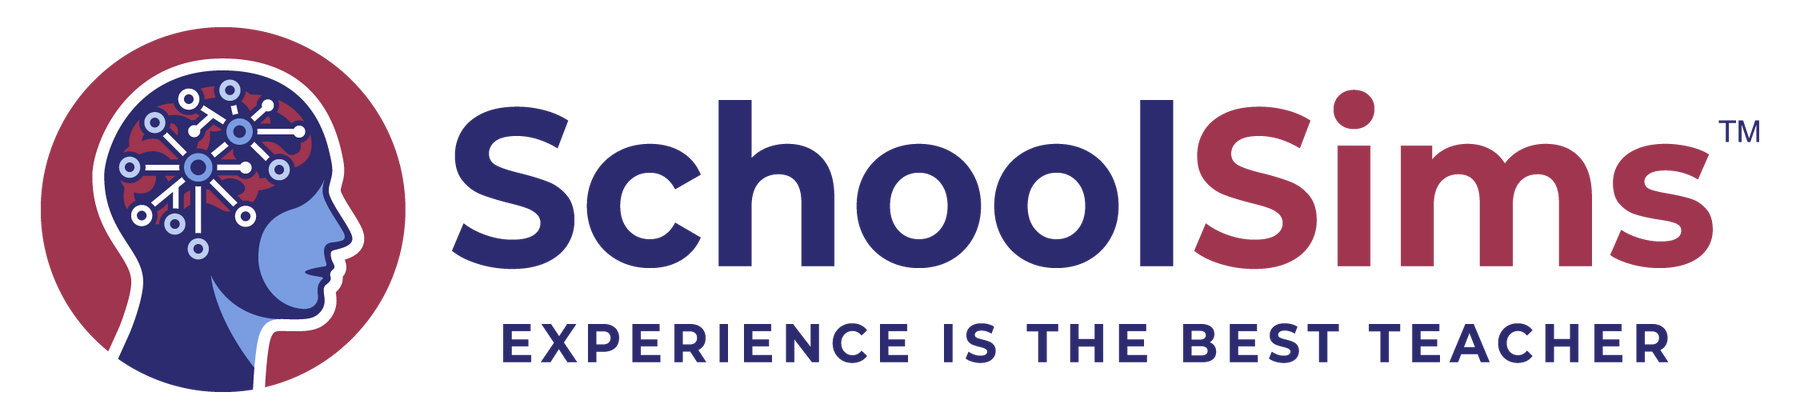 SchoolSims™
EXPERIENCE IS THE BEST TEACHER